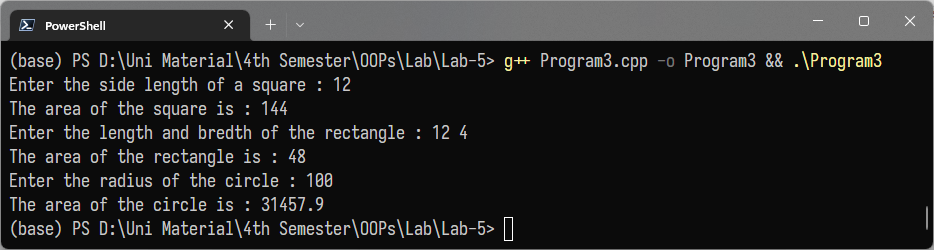 PowerShell
(base) PS D:\Uni Material\4th Semester\OOPs\Lab\Lab-5> g++ Program3.cpp -o Program3 && .\Program3
Enter the side length of a square : 12
The area of the square is : 144
Enter the length and bredth of the rectangle : 12 4
The area of the rectangle is : 48
Enter the radius of the circle : 100
The area of the circle is : 31457.9
(base) PS D:\Uni Material\4th Semester\OOPs\Lab\Lab-5>